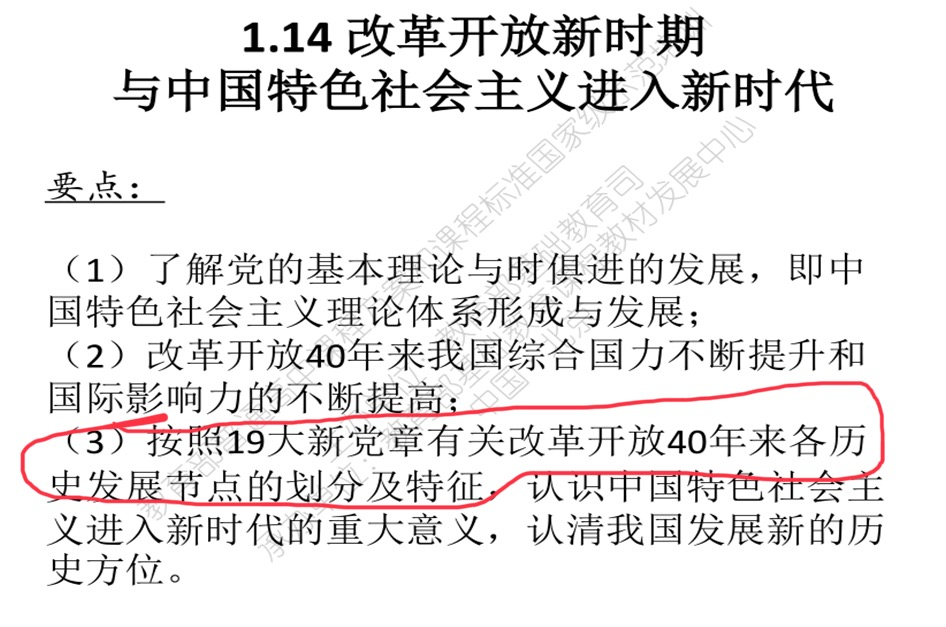 1.14 改革开放新时期
与中国特色社会主义进入新时代
要点：
（1）了解党的基本理论与时俱进的发展，即中
国特色社会主义理论体系形成与发展；
（2）改革开放40年来我国综合国力不断提升和
国际影响力的不断提高；
（3）按照19大新党章有关改革开放40年来各历
史发展节点的划分及特征，认识中国特色社会主
义进入新时代的重大意义，认清我国发展新的历
史方位。